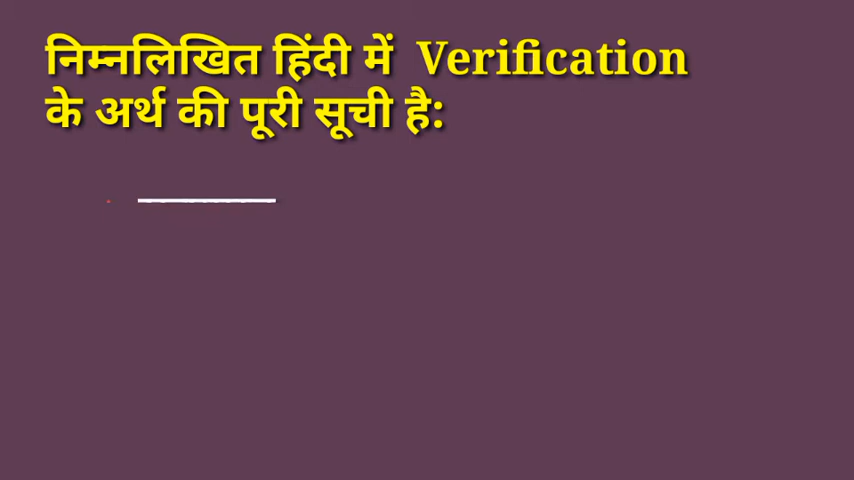 निम्नलिखित हिंदी में Verification
के अर्थ की पूरी सूची है: